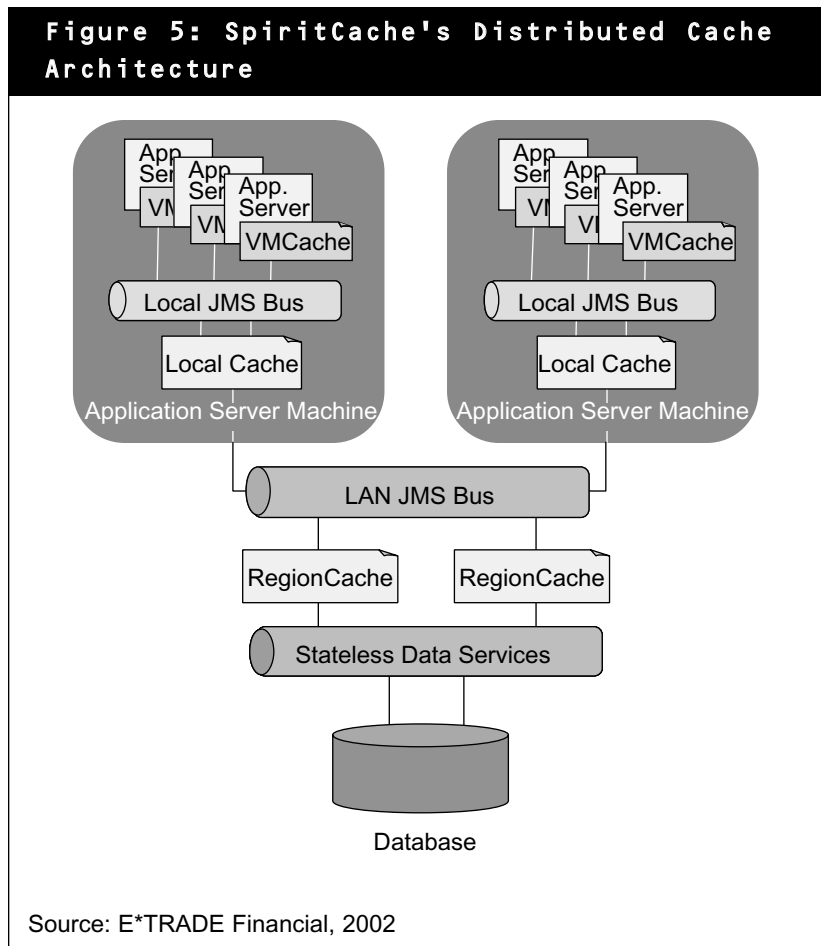 Figure 5: SpiritCache's Distributed Cache
Architecture
App.
Server
VMCache
Local JMS Bus
Local Cache
Application Server Machine
App.
Server
VMCache
Local JMS Bus
Local Cache
Application Server Machine
LAN JMS Bus
RegionCache
RegionCache
Stateless Data Services
Database
Source: E*TRADE Financial, 2002